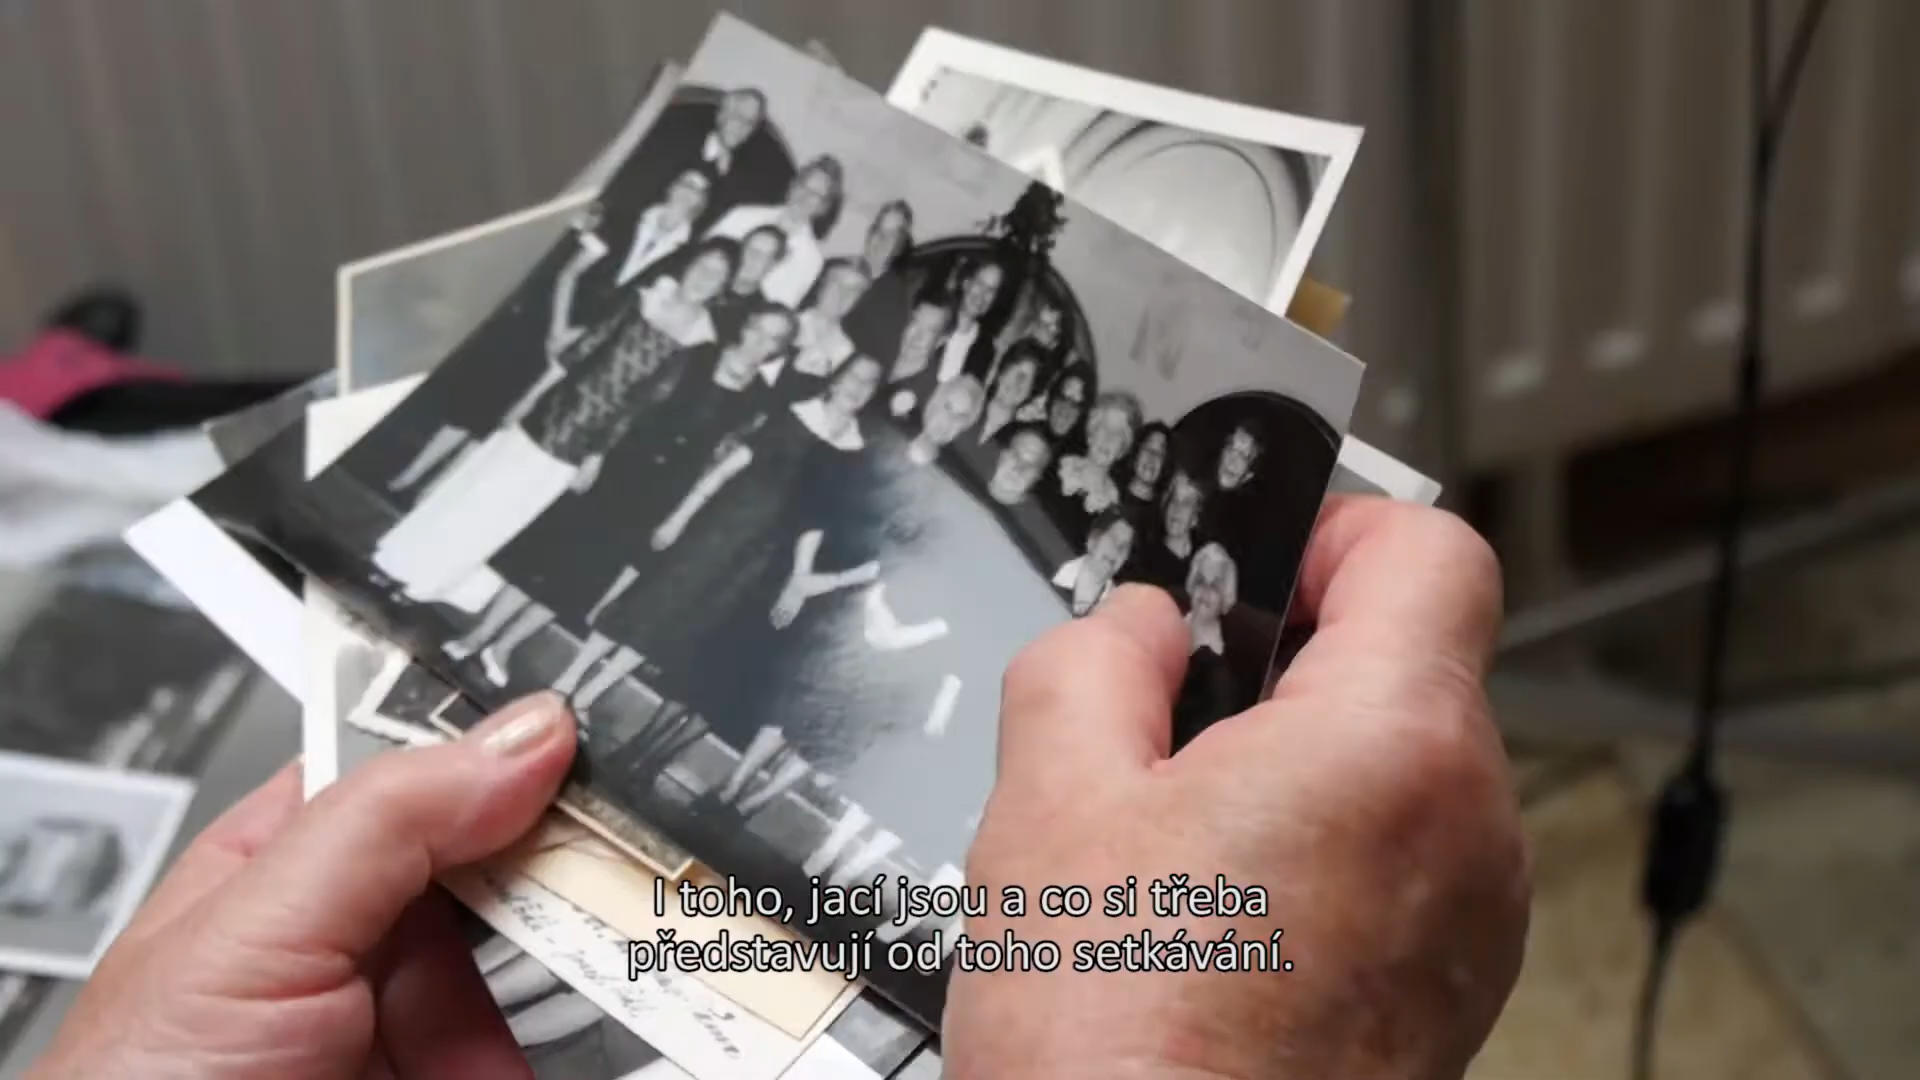 I toho, jací jsou a co si třeba
představují od toho setkávání.